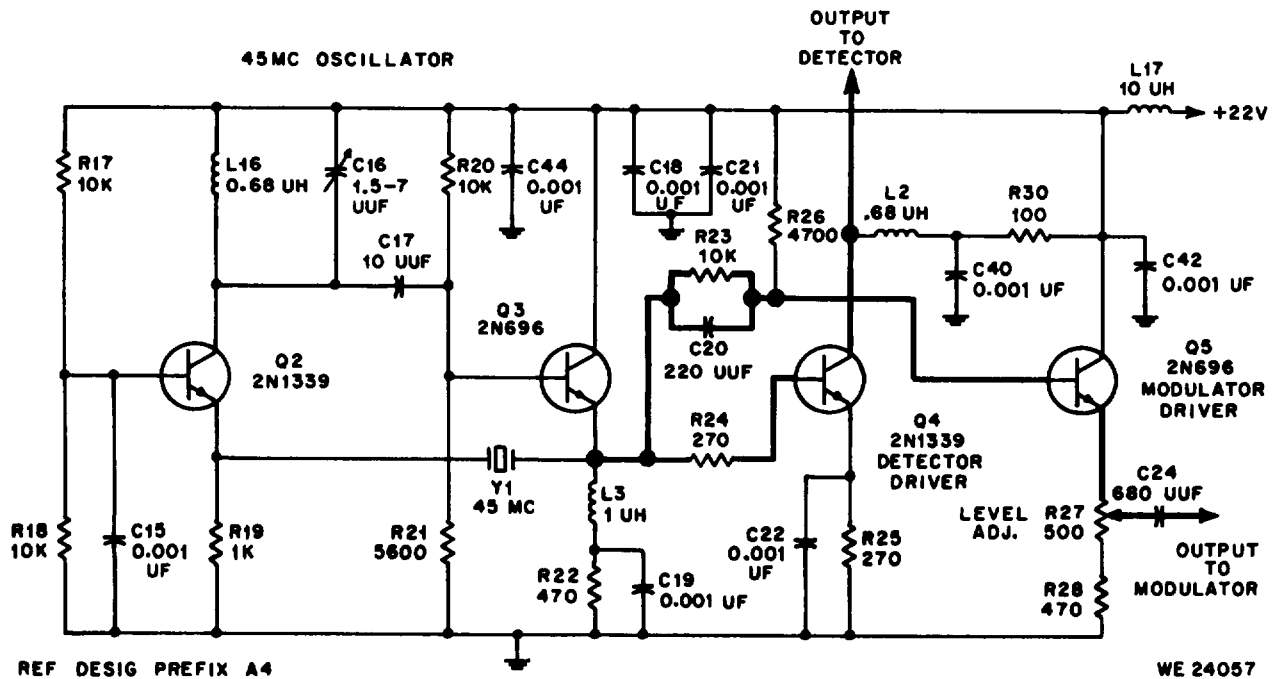 OUTPUT
TO
DETECTOR
45MC OSCILLATOR
L17
10 UH
+22V
R17
10K
L16
0.68 UH
C16
1.5-7
UUF
R20
10K
C44
0.001
UF
C18
0.001
UF
C21
0.001
UF
R26
4700
L2
.68 UH
R30
100
C17
10 UUF
R23
10K
C40
0.001 UF
C42
0.001 UF
Q3
2N696
C20
220 UUF
Q2
2N1339
Q5
2N696
MODULATOR
DRIVER
R24
270
Q4
2N1339
DETECTOR
DRIVER
Y1
45 MC
L3
1 UH
C24
680 UUF
LEVEL
ADJ.
R27
500
R18
10K
C15
0.001
UF
R19
1K
R21
5600
C22
0.001
UF
R25
270
OUTPUT
TO
MODULATOR
R22
470
C19
0.001 UF
R28
470
REF DESIG PREFIX A4
WE 24057